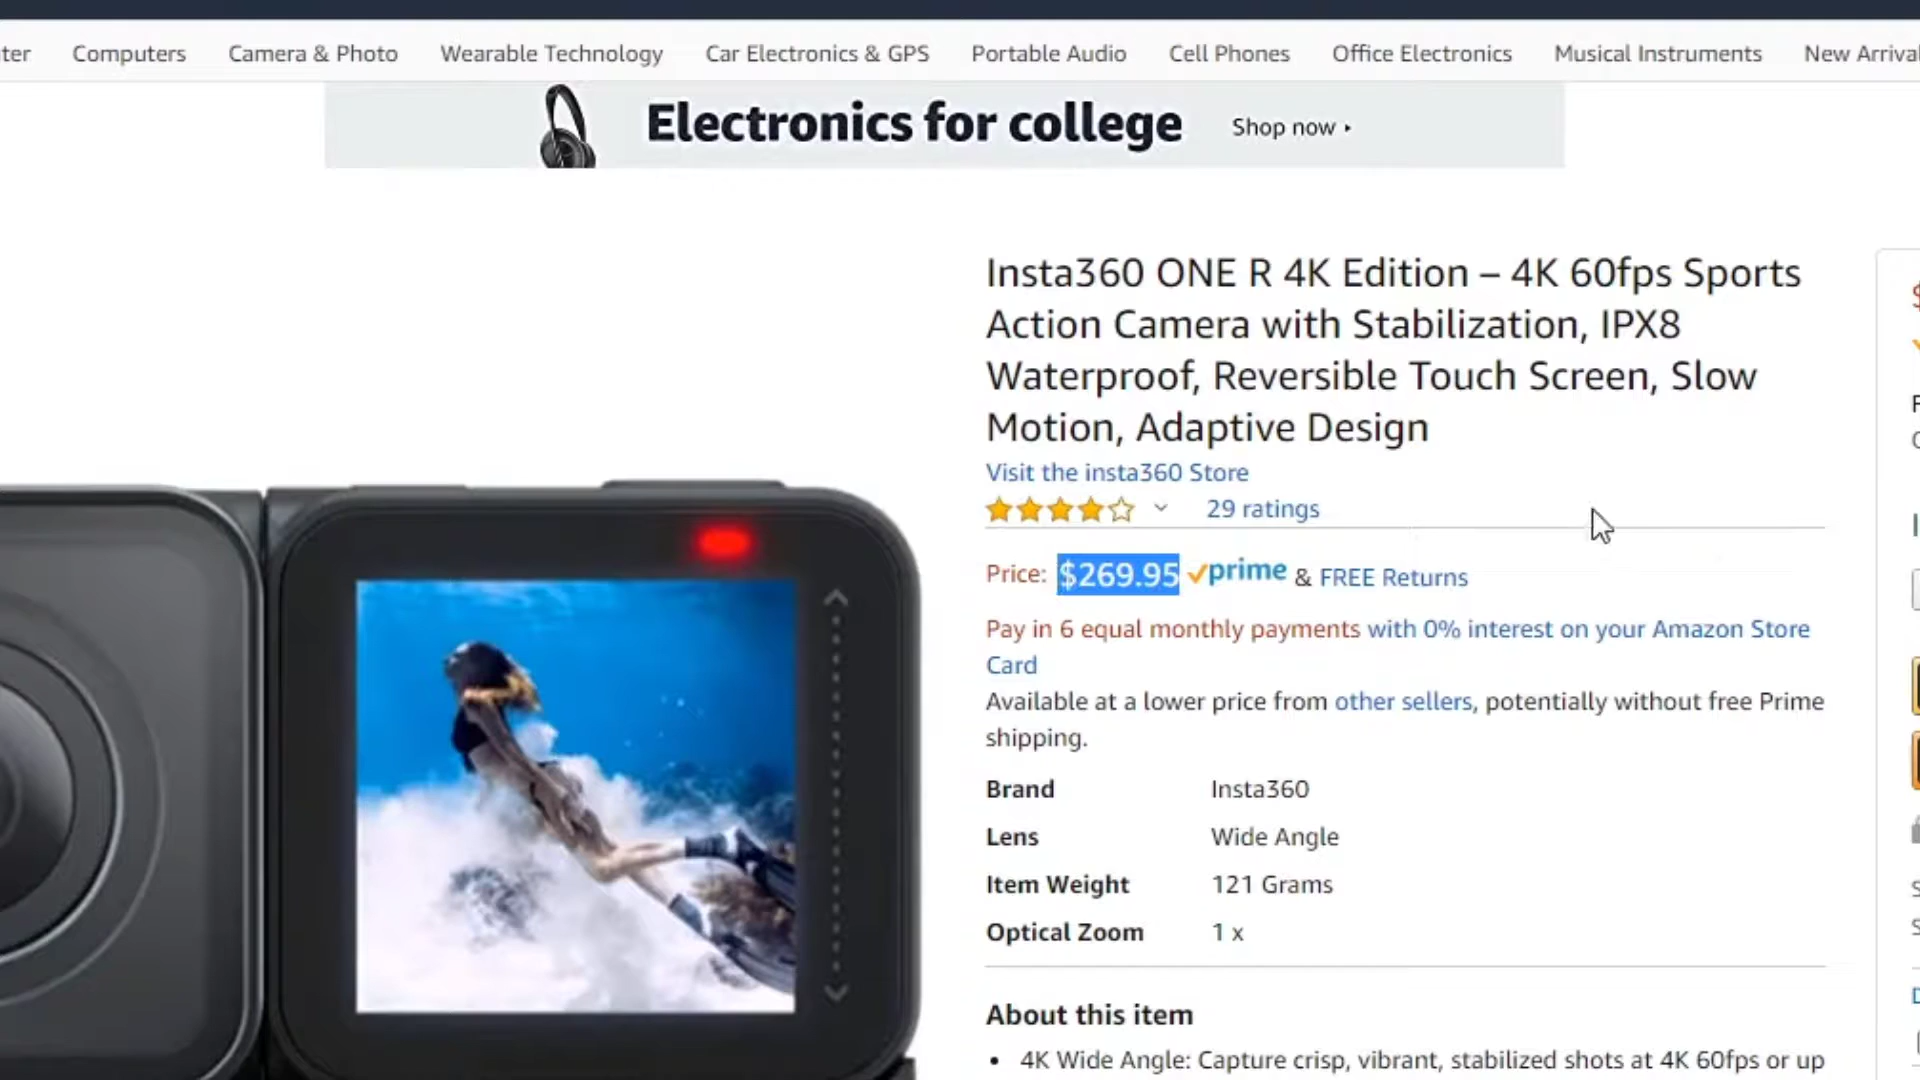 Computers Camera & Photo Wearable Technology Car Electronics & GPS Portable Audio Cell Phones Office Electronics Musical Instruments New
Electronics for college Shop now
Insta360 ONE R 4K Edition – 4K 60fps Sports
Action Camera with Stabilization, IPX8
Waterproof, Reversible Touch Screen, Slow
Motion, Adaptive Design
Visit the insta360 Store
29 ratings
Price: $269.95 prime & FREE Returns
Pay in 6 equal monthly payments with 0% interest on your Amazon Store
Card
Available at a lower price from other sellers, potentially without free Prime
shipping.
Brand Insta360
Lens Wide Angle
Item Weight 121 Grams
Optical Zoom 1 x
About this item
• 4K Wide Angle: Capture crisp, vibrant, stabilized shots at 4K 60fps or up